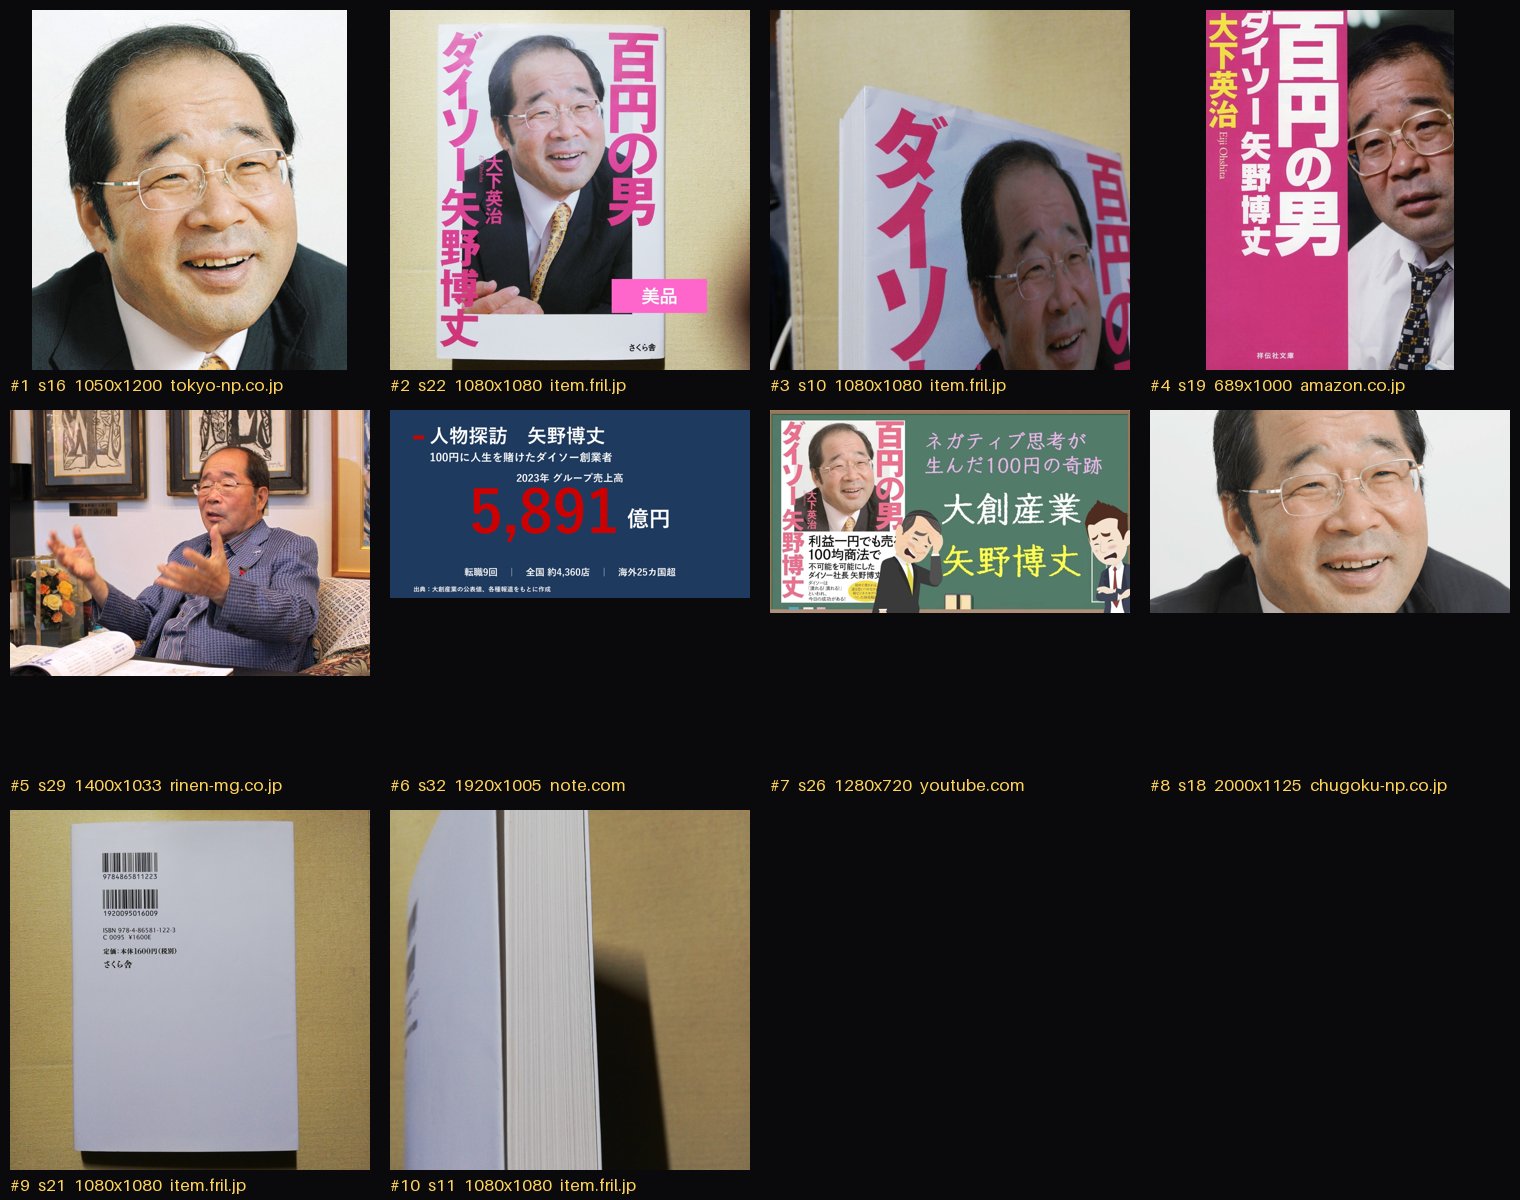 ダイソー矢野博丈
百円の男
大下英治
美品
さくら舎
#1 s16 1050x1200 tokyo-np.co.jp
#2 s22 1080x1080 item.fril.jp
ダイソ
百円の
#3 s10 1080x1080 item.fril.jp
大下英治
Eiji Ohshita
ダイソー 矢野博丈
百円の男
祥伝社文庫
#4 s19 689x1000 amazon.co.jp
人物探訪 矢野博丈
100円に人生を賭けたダイソー創業者
2023年 グループ売上高
5,891 億円
転職9回 | 全国 約4,360店 | 海外25カ国超
出典：大創産業の公表値、各種報道をもとに作成
ダイソー矢野博丈
百円の男
大下英治
利益一円でも売
100均商法で
不可能を可能にした
ダイソー社長 矢野博丈
ネガティブ思考が
生んだ100円の奇跡
大創産業
矢野博丈
#5 s29 1400x1033 rinen-mg.co.jp
#6 s32 1920x1005 note.com
#7 s26 1280x720 youtube.com
#8 s18 2000x1125 chugoku-np.co.jp
9784865811223
1920095016009
ISBN 978-4-86581-122-3
C 0095 ¥1600E
定価：本体1600円（税別）
さくら舎
#9 s21 1080x1080 item.fril.jp
#10 s11 1080x1080 item.fril.jp